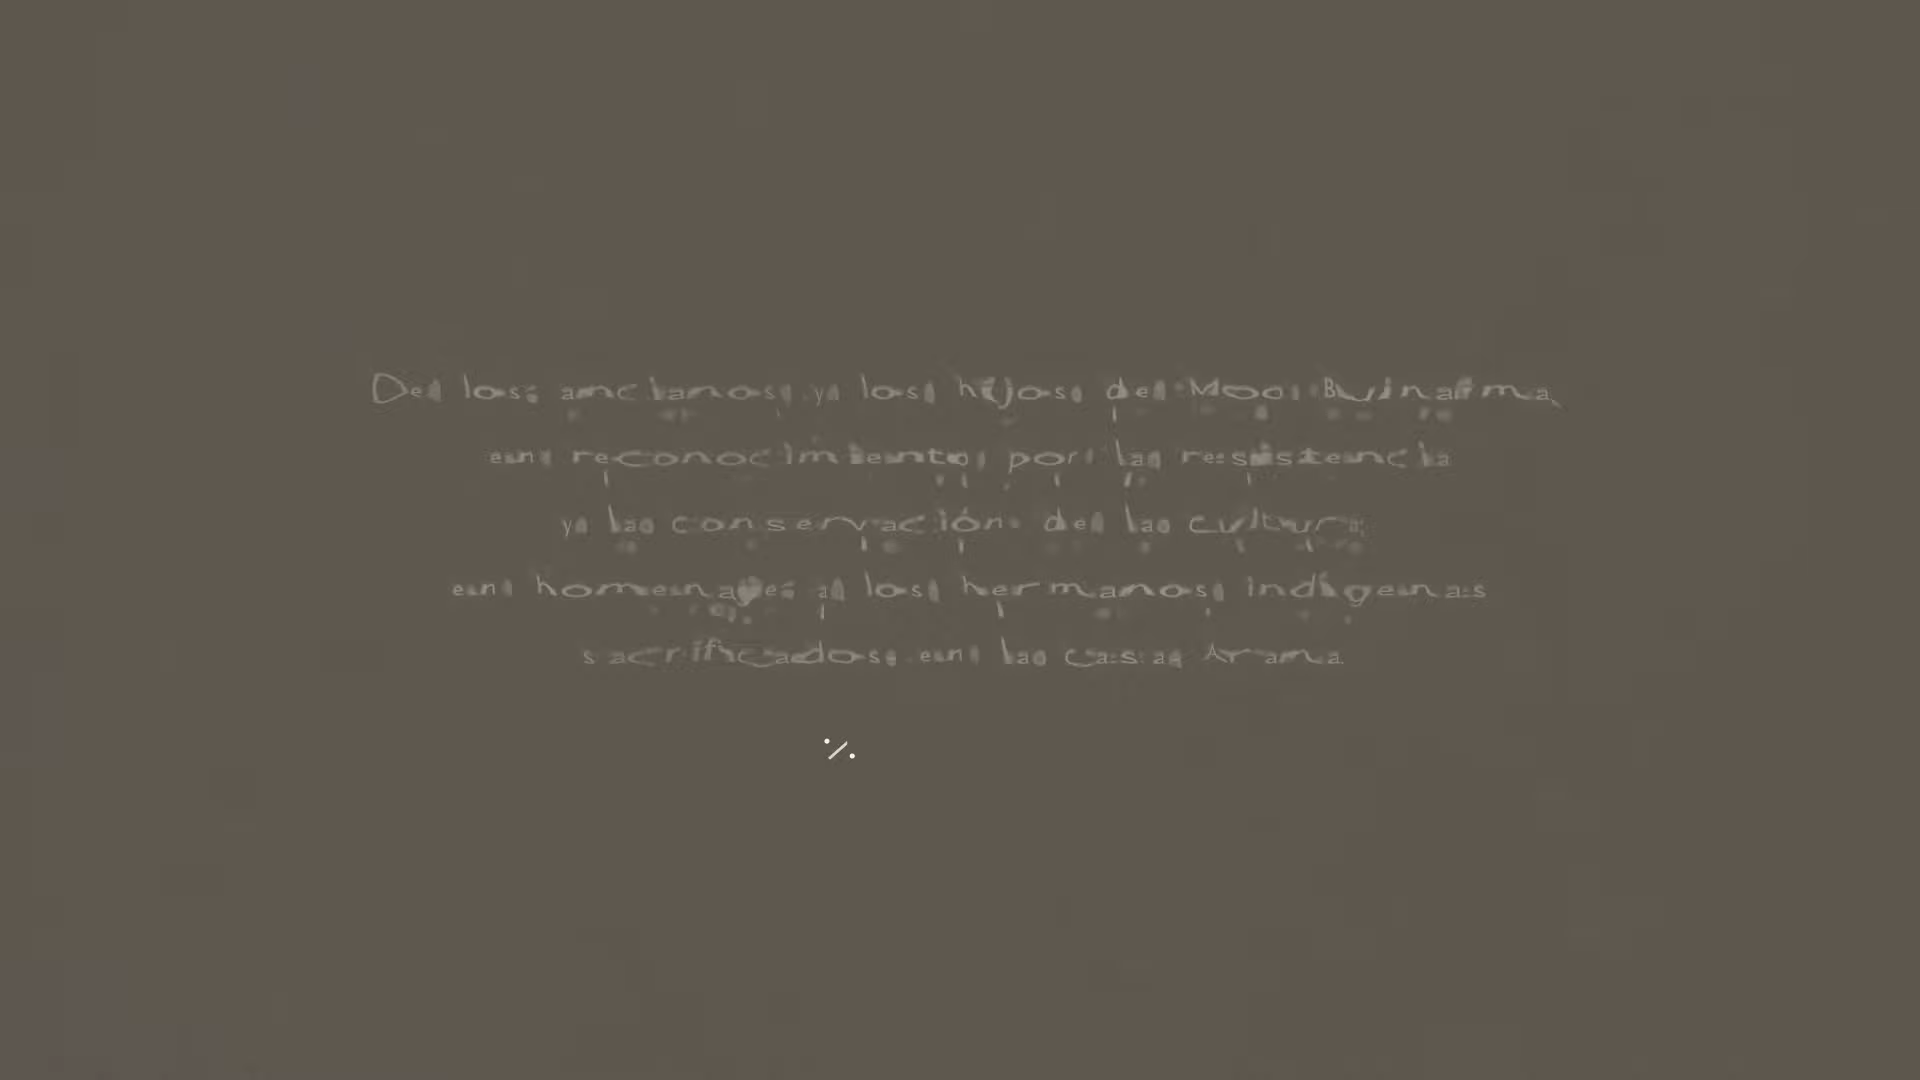 De los ancianos y los hijos del Moo Buinaima,
en reconocimiento por la resistencia
y la conservación de la cultura;
en homenaje a los hermanos indígenas
sacrificados en la casa Arana.